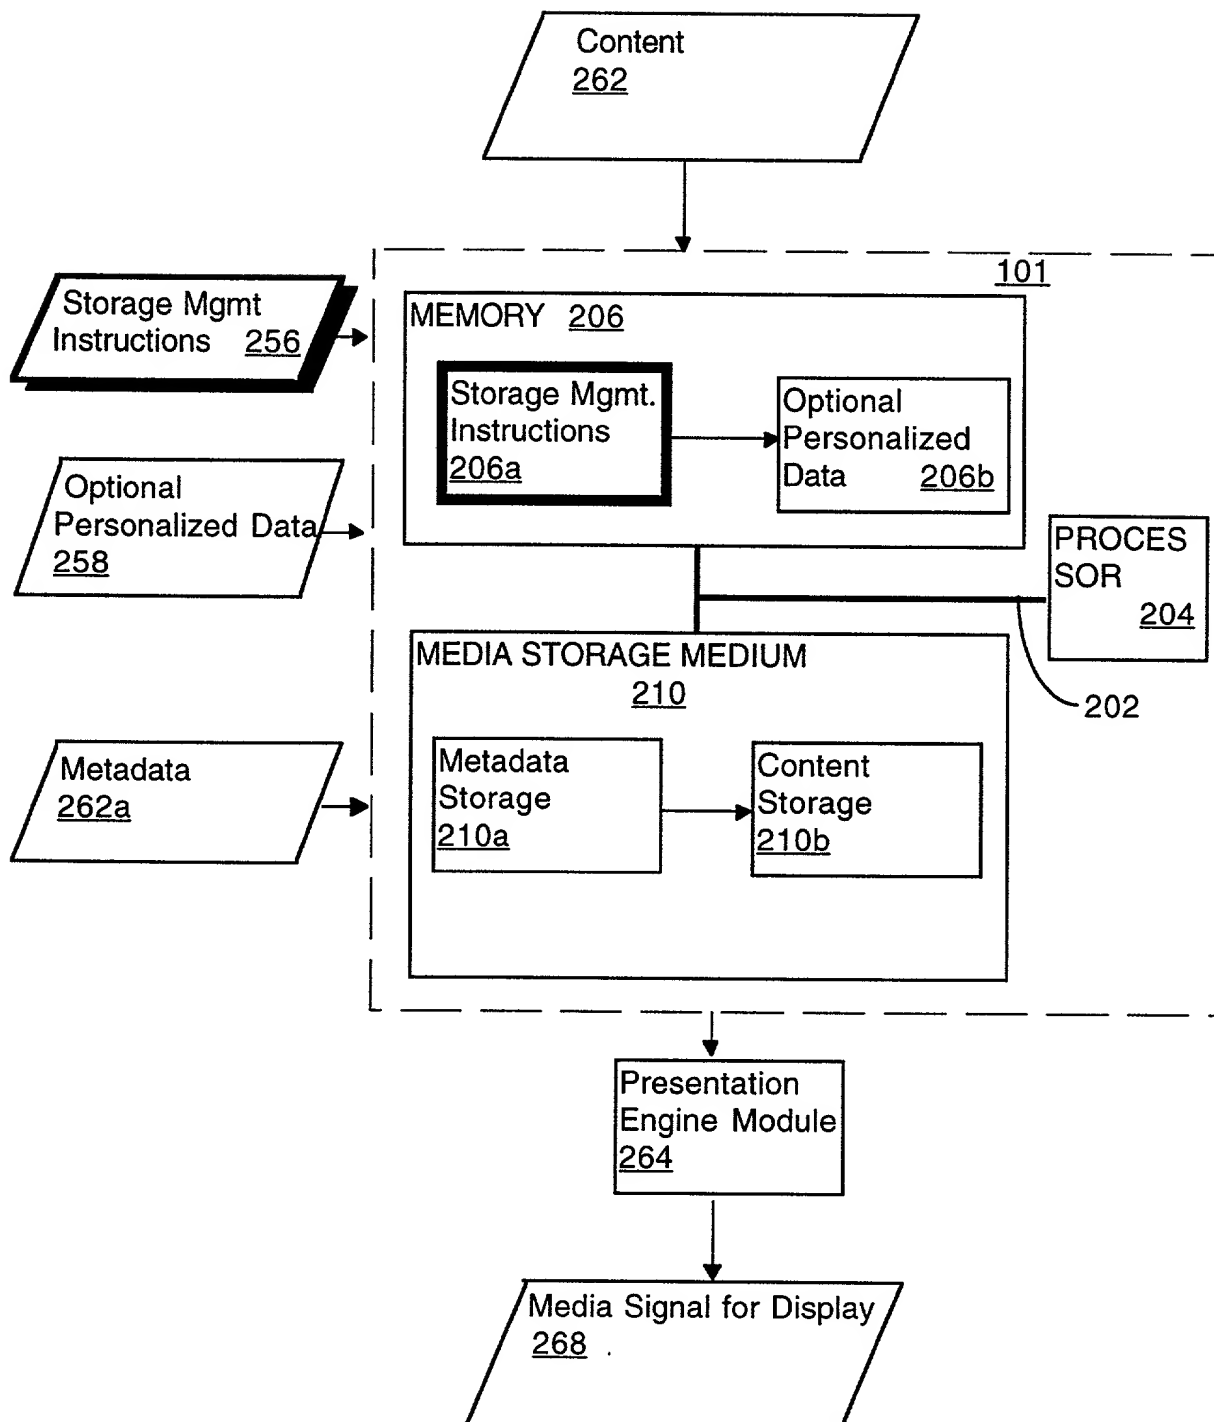 Content
262
101
Storage Mgmt
Instructions 256
MEMORY 206
Storage Mgmt.
Instructions
206a
Optional
Personalized
Data 206b
Optional
Personalized Data
258
PROCES
SOR
204
202
MEDIA STORAGE MEDIUM
210
Metadata
Storage
210a
Content
Storage
210b
Metadata
262a
Presentation
Engine Module
264
Media Signal for Display
268